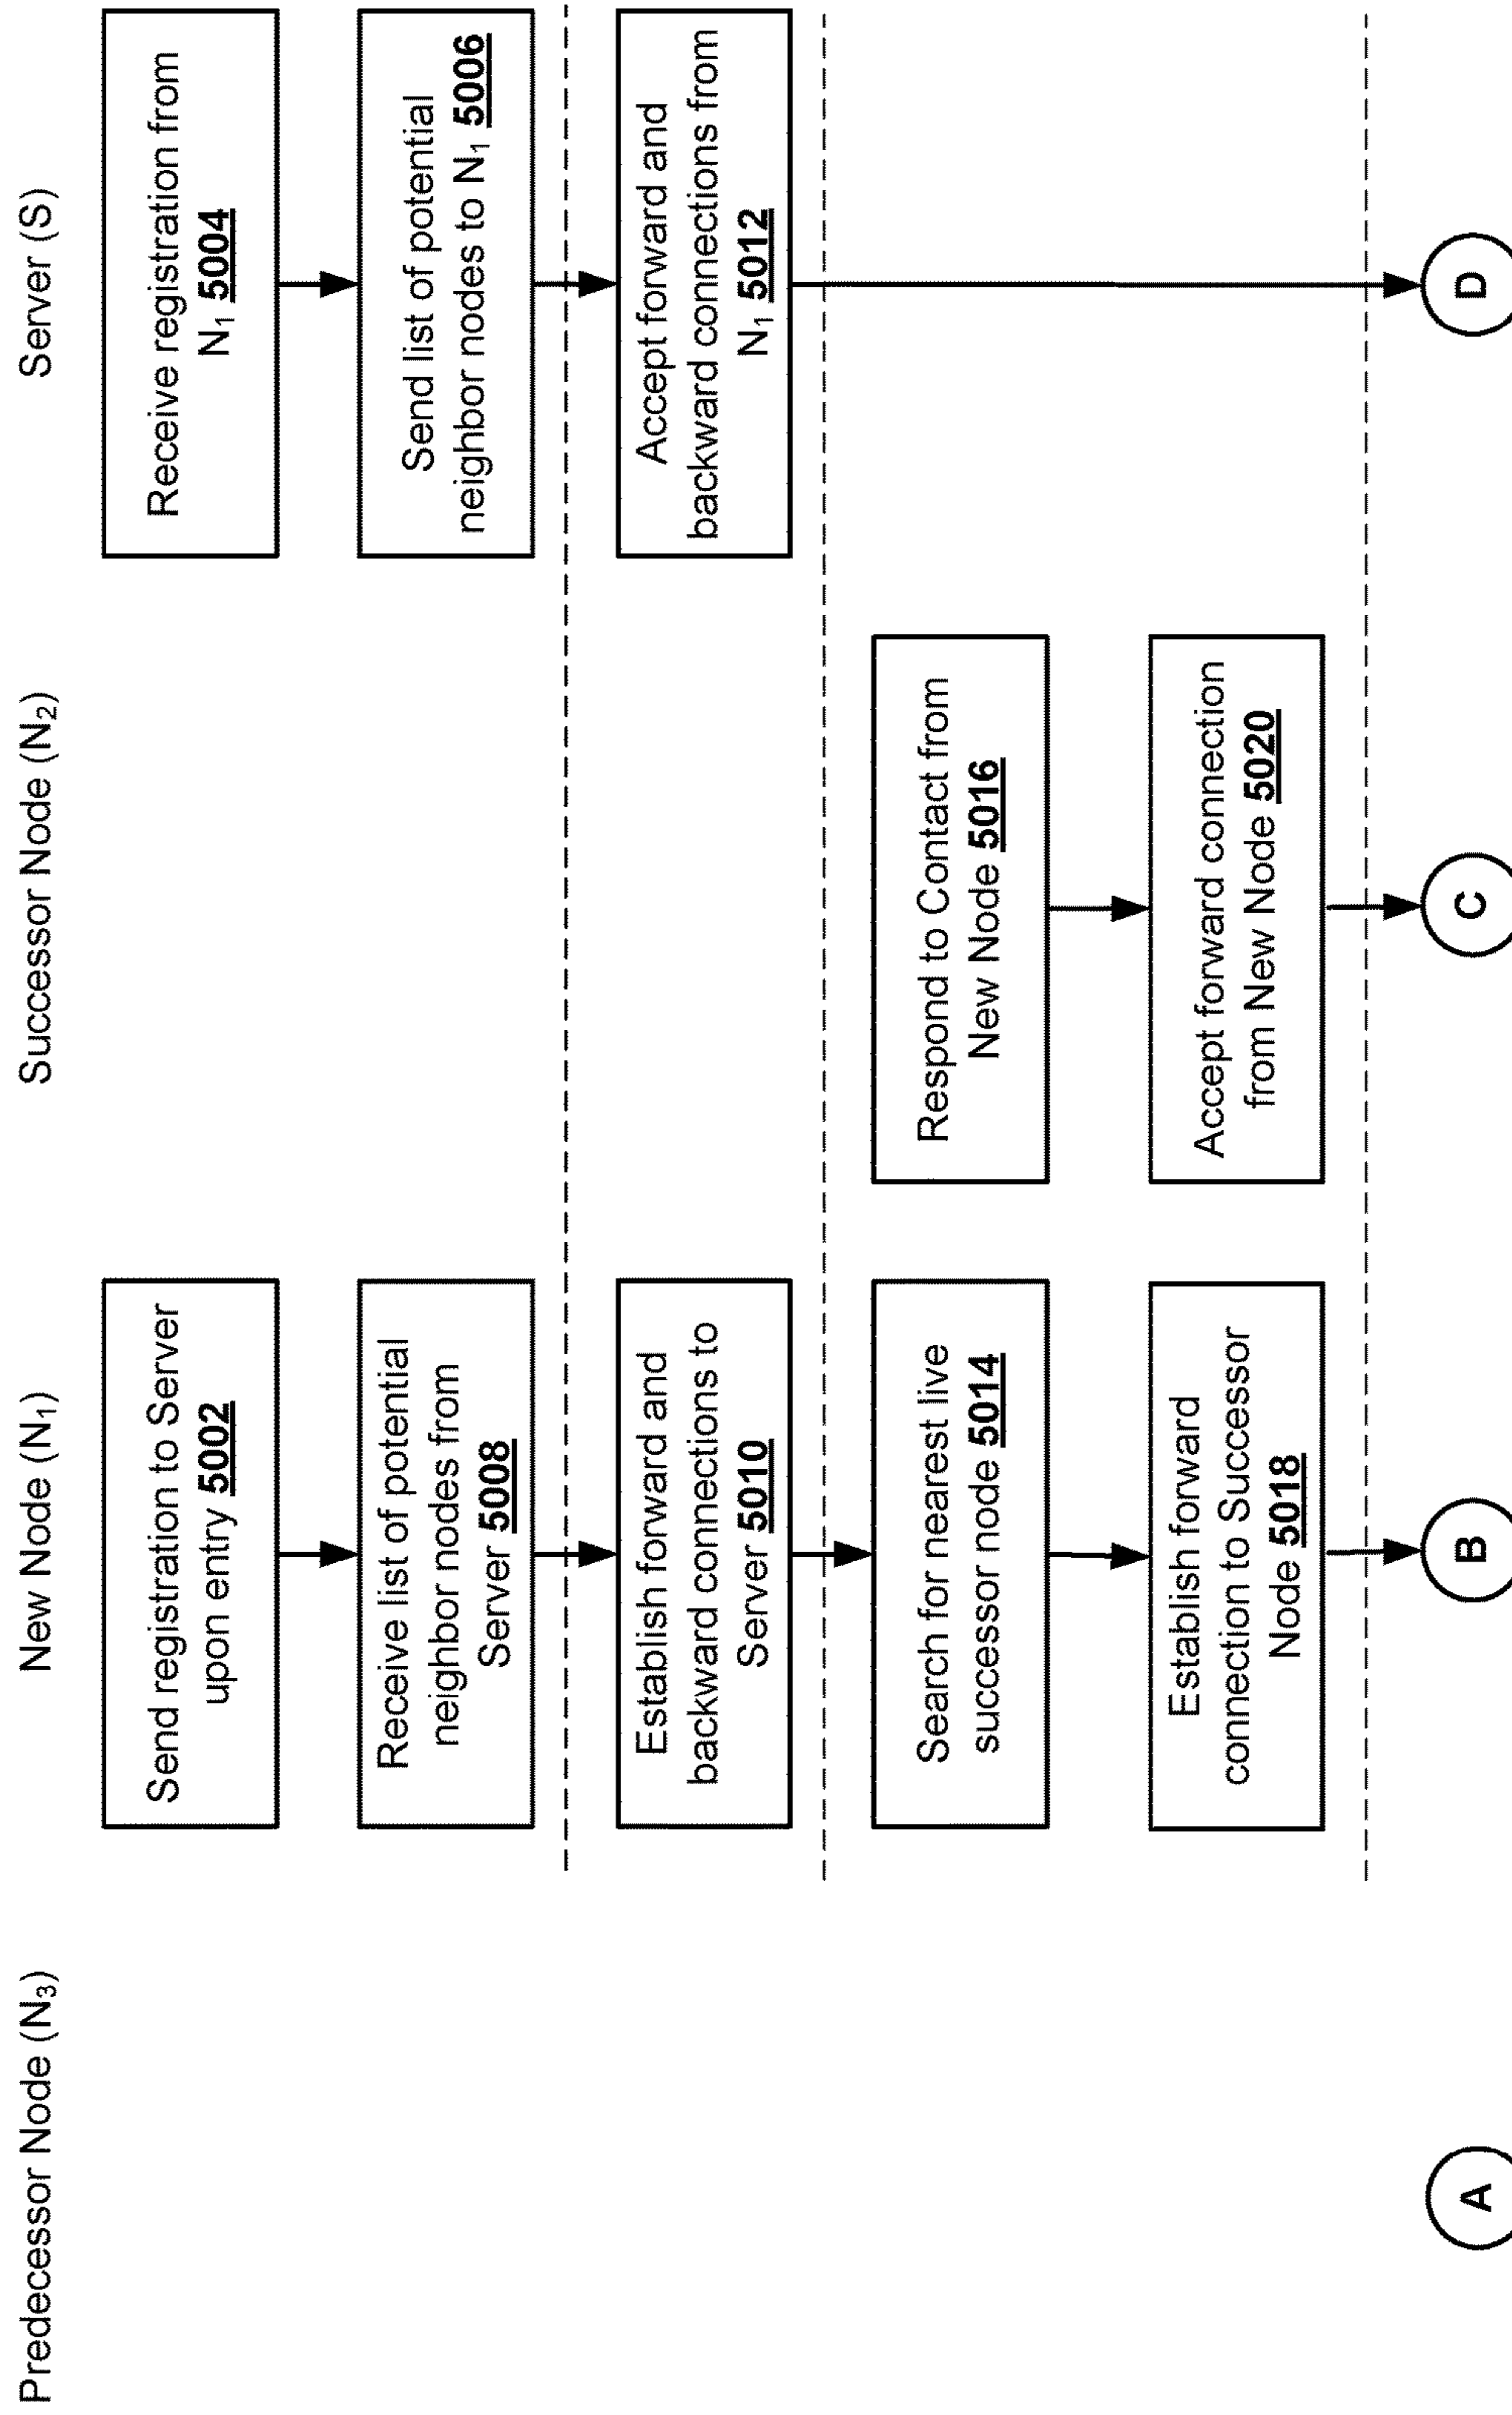 Predecessor Node (N₃)
New Node (N₁)
Successor Node (N₂)
Server (S)
Send registration to Server
upon entry 5002
Receive registration from
N₁ 5004
Receive list of potential
neighbor nodes from
Server 5008
Send list of potential
neighbor nodes to N₁ 5006
Establish forward and
backward connections to
Server 5010
Accept forward and
backward connections from
N₁ 5012
Search for nearest live
successor node 5014
Respond to Contact from
New Node 5016
Establish forward
connection to Successor
Node 5018
Accept forward connection
from New Node 5020
A
B
C
D